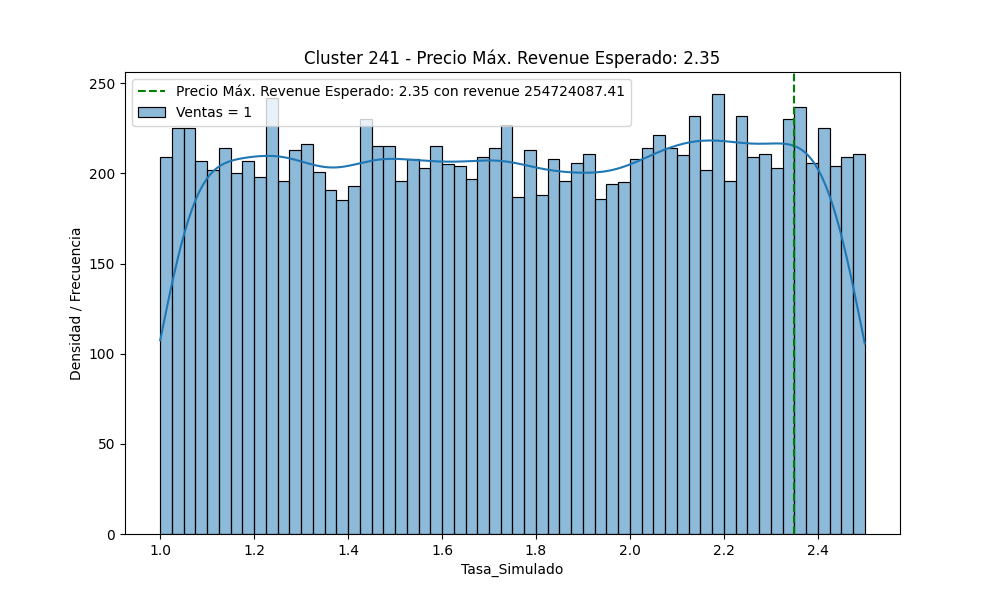 Cluster 241 - Precio Máx. Revenue Esperado: 2.35
Precio Máx. Revenue Esperado: 2.35 con revenue 254724087.41
Ventas = 1
Densidad / Frecuencia
250
200
150
100
50
0
1.0 1.2 1.4 1.6 1.8 2.0 2.2 2.4
Tasa_Simulado